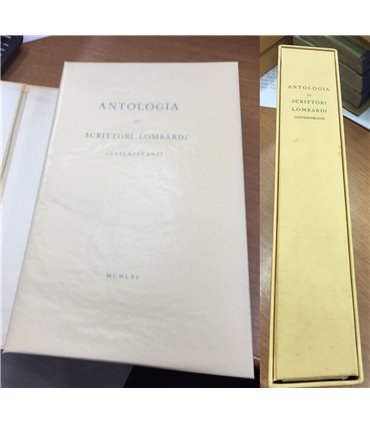 ANTOLOGIA
DI
SCRITTORI LOMBARDI
CONTEMPORANEI
MCMLXI
ANTOLOGIA
DI
SCRITTORI
LOMBARDI
CONTEMPORANEI